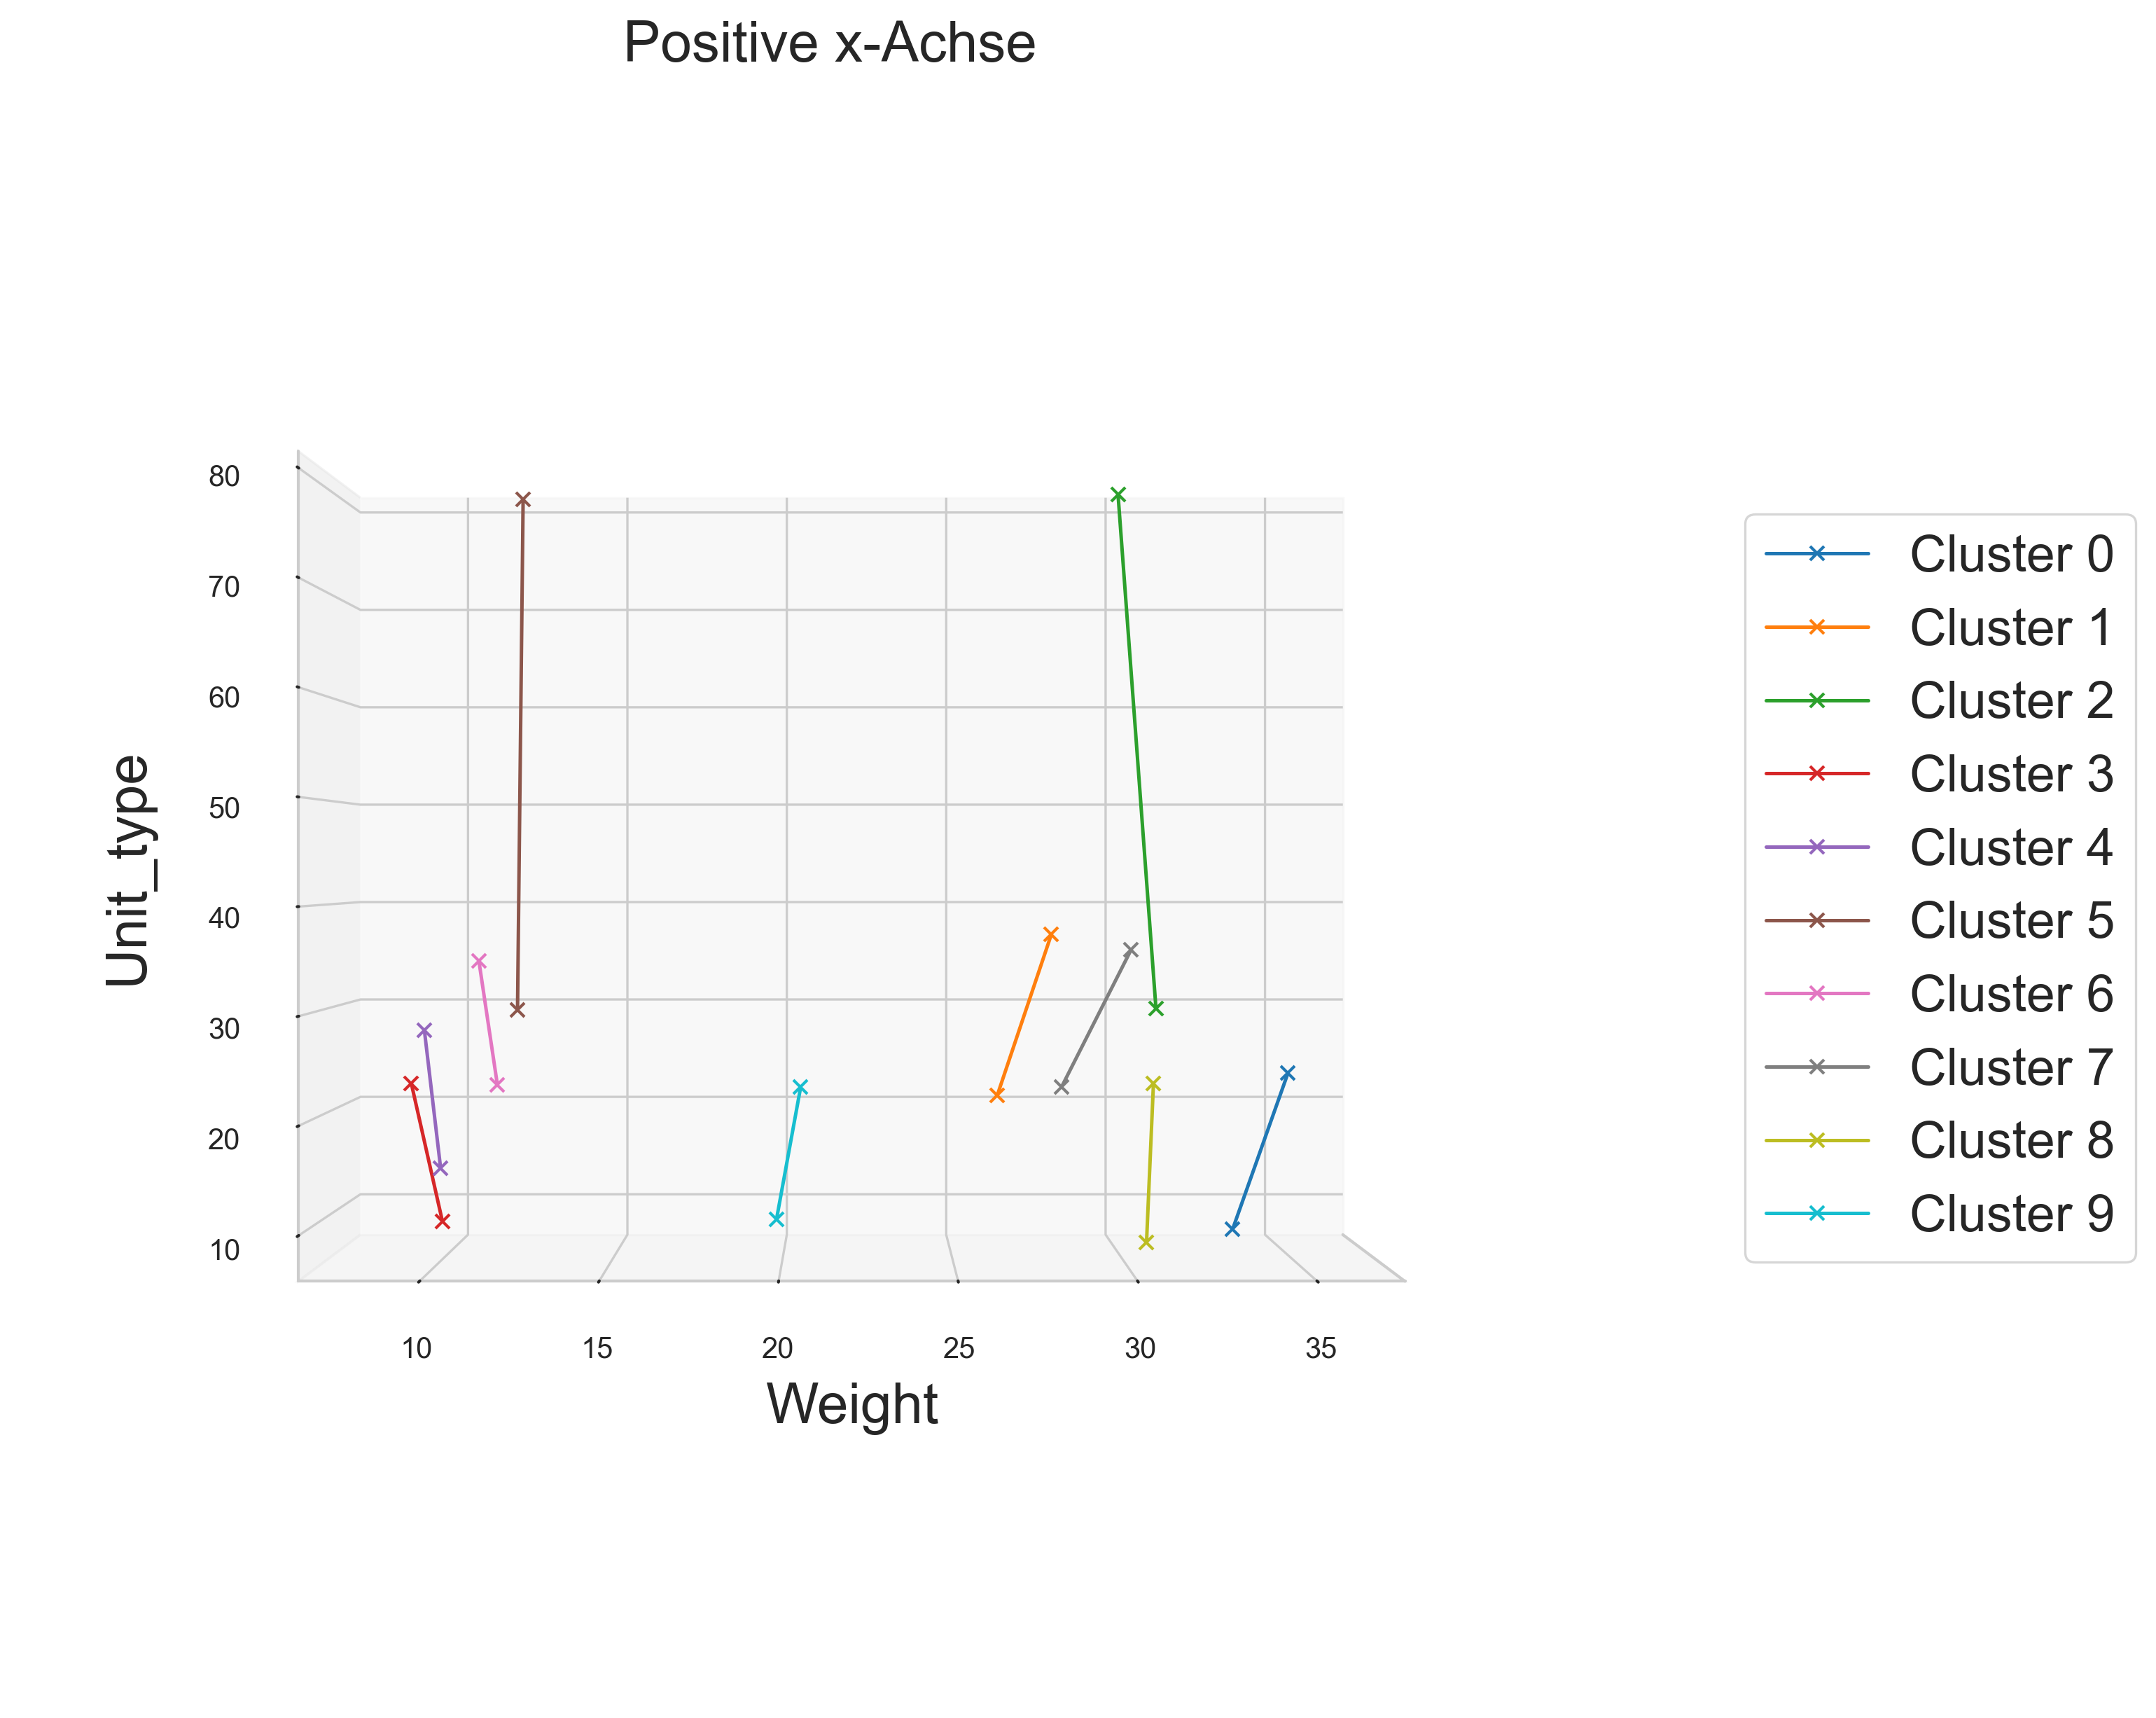 Positive x-Achse
80
70
60
50
40
30
20
10
Unit_type
10 15 20 25 30 35
Weight
Cluster 0
Cluster 1
Cluster 2
Cluster 3
Cluster 4
Cluster 5
Cluster 6
Cluster 7
Cluster 8
Cluster 9